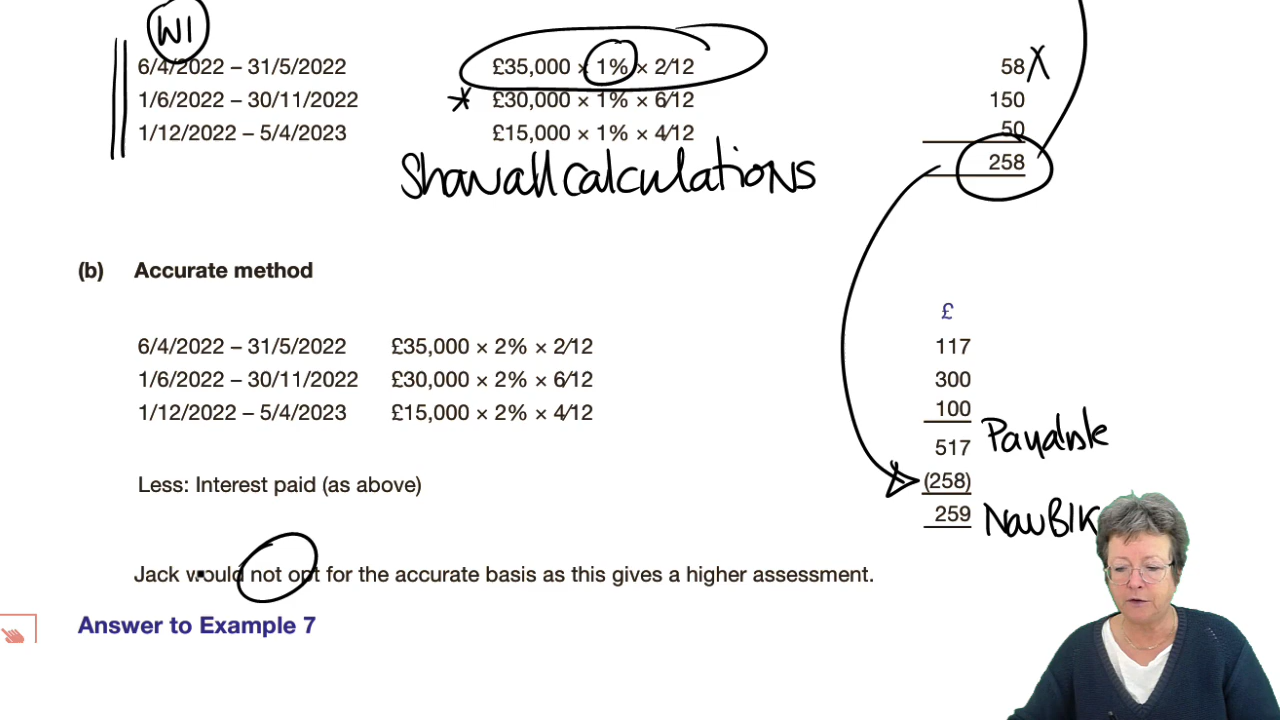 W1
6/4/2022 – 31/5/2022 £35,000 × 1% × 2/12 58 X
1/6/2022 – 30/11/2022 * £30,000 × 1% × 6/12 150
1/12/2022 – 5/4/2023 £15,000 × 1% × 4/12 50
258
Show all calculations
(b) Accurate method
£
6/4/2022 – 31/5/2022 £35,000 × 2% × 2/12 117
1/6/2022 – 30/11/2022 £30,000 × 2% × 6/12 300
1/12/2022 – 5/4/2023 £15,000 × 2% × 4/12 100
517 Payable
Less: Interest paid (as above) (258)
259 New BIK
Jack would not opt for the accurate basis as this gives a higher assessment.
Answer to Example 7